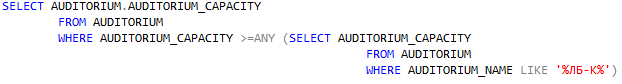 SELECT AUDITORIUM.AUDITORIUM_CAPACITY
FROM AUDITORIUM
WHERE AUDITORIUM_CAPACITY >=ANY (SELECT AUDITORIUM_CAPACITY
FROM AUDITORIUM
WHERE AUDITORIUM_NAME LIKE '%ЛБ-К%')